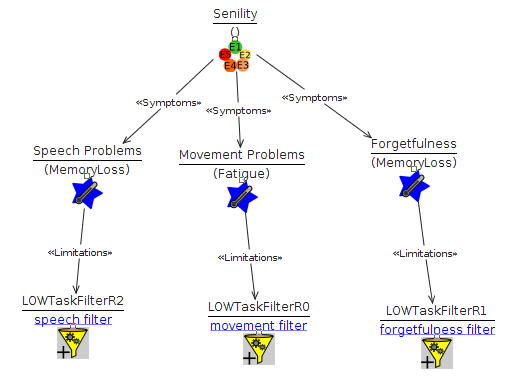 Senility
()
E1
E5
E2
E4
E3
«Symptoms»
«Symptoms»
«Symptoms»
Speech Problems
(MemoryLoss)
Movement Problems
(Fatigue)
Forgetfulness
(MemoryLoss)
«Limitations»
«Limitations»
«Limitations»
LOWTaskFilterR2
speech filter
LOWTaskFilterR0
movement filter
LOWTaskFilterR1
forgetfulness filter